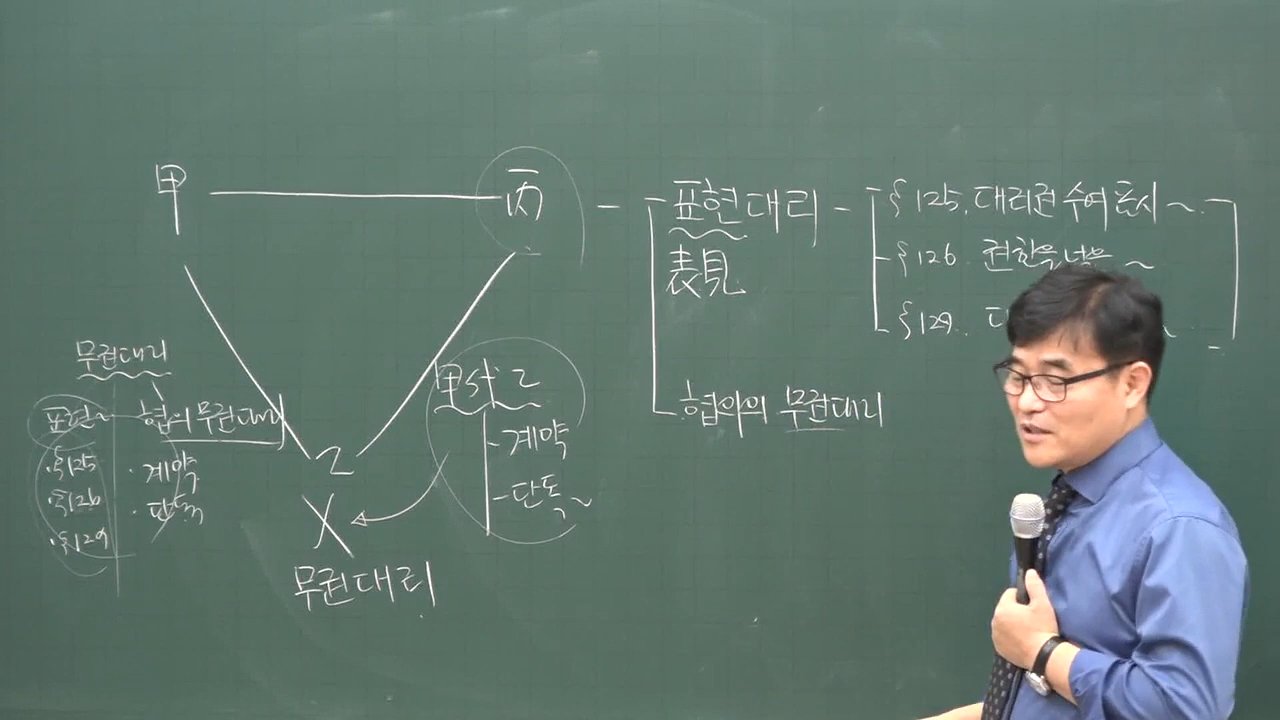 甲 丙
표현대리
表見
§125. 대리권 수여 표시 ~
§126. 권한을 넘은 ~
§129.
협의의 무권대리
무권대리
표현~ 협의 무권대리
·§125 · 계약
·§126 · 단독
·§129
乙
X
무권대리
甲 乙
- 계약
- 단독~